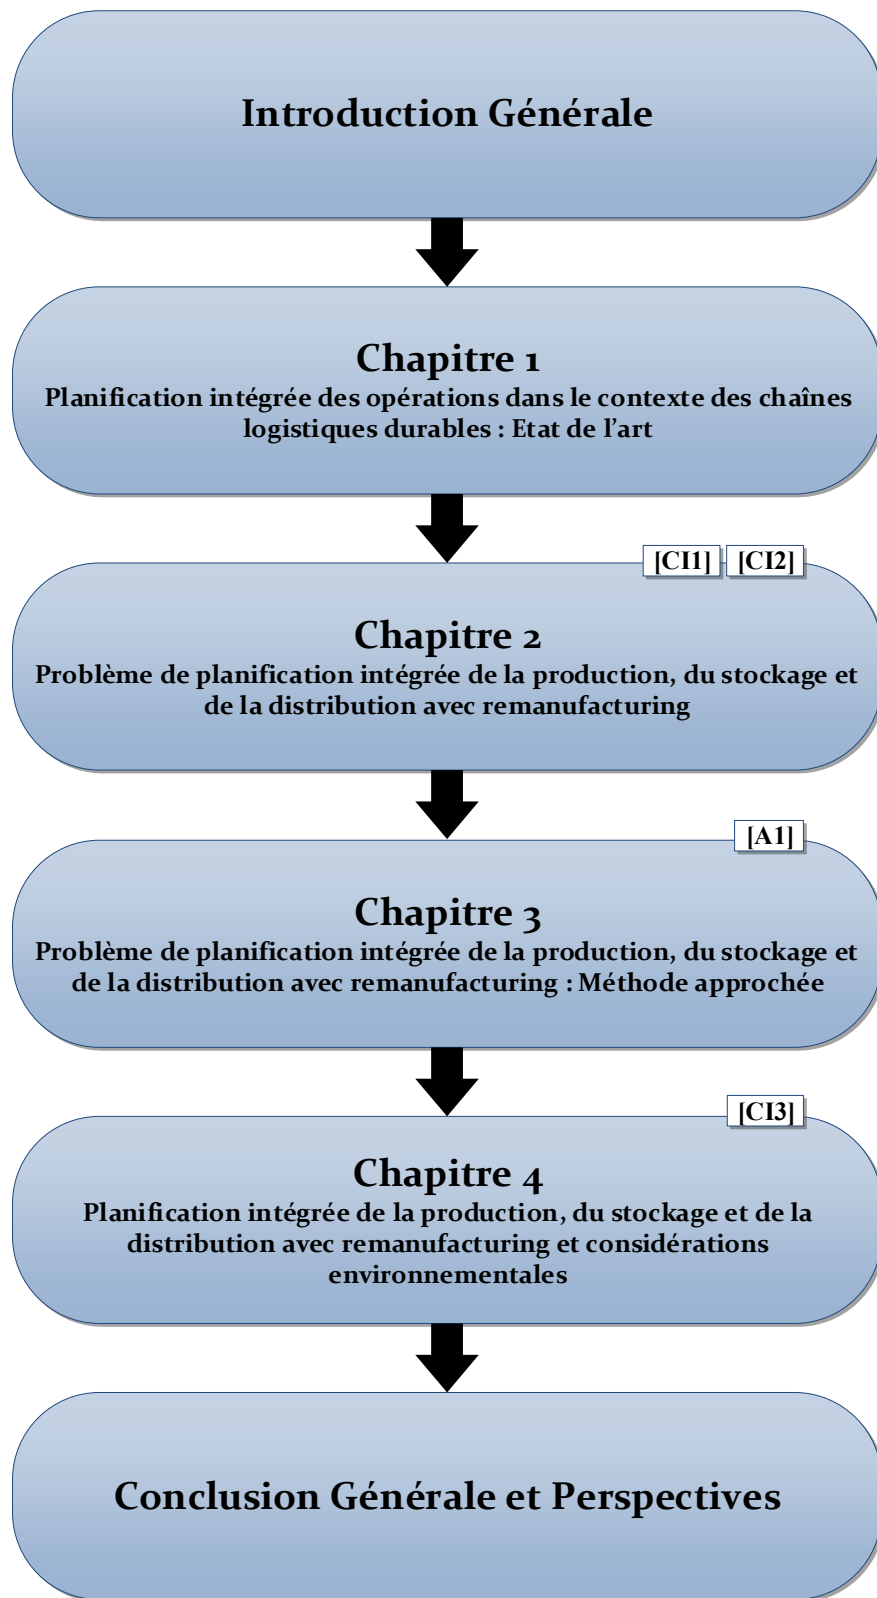 Introduction Générale
Chapitre 1
Planification intégrée des opérations dans le contexte des chaînes
logistiques durables : Etat de l’art
[CI1] [CI2]
Chapitre 2
Problème de planification intégrée de la production, du stockage et
de la distribution avec remanufacturing
[A1]
Chapitre 3
Problème de planification intégrée de la production, du stockage et
de la distribution avec remanufacturing : Méthode approchée
[CI3]
Chapitre 4
Planification intégrée de la production, du stockage et de la
distribution avec remanufacturing et considérations
environnementales
Conclusion Générale et Perspectives